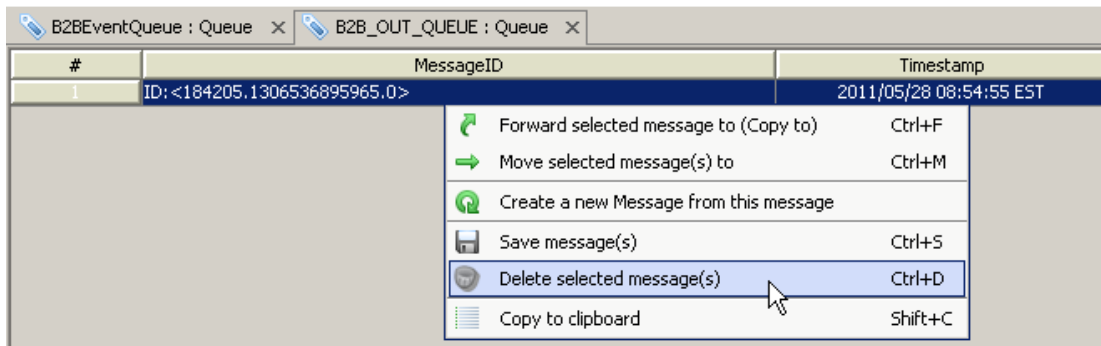 B2BEventQueue : Queue B2B_OUT_QUEUE : Queue
# MessageID Timestamp
1 ID:<184205.1306536895965.0> 2011/05/28 08:54:55 EST
Forward selected message to (Copy to) Ctrl+F
Move selected message(s) to Ctrl+M
Create a new Message from this message
Save message(s) Ctrl+S
Delete selected message(s) Ctrl+D
Copy to clipboard Shift+C